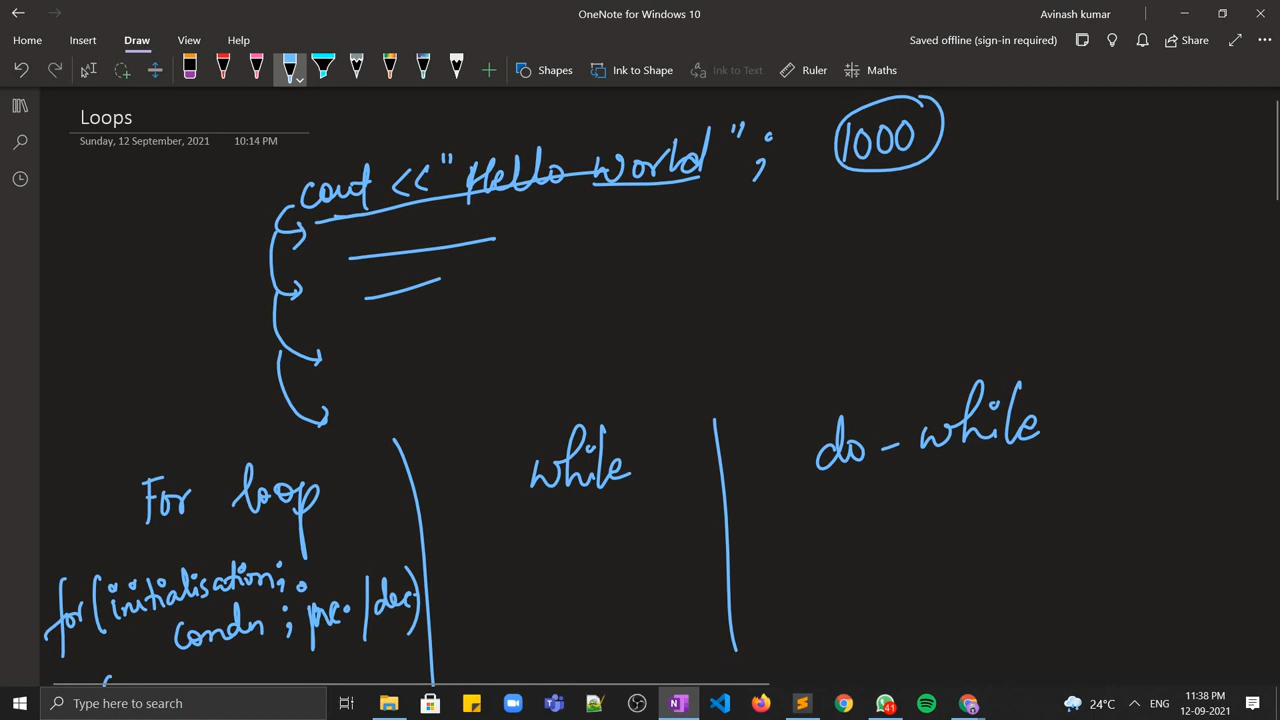 OneNote for Windows 10
Avinash kumar
Home
Insert
Draw
View
Help
Saved offline (sign-in required)
Share
Shapes
Ink to Shape
Ink to Text
Ruler
Maths
Loops
Sunday, 12 September, 2021
10:14 PM
cout <<"Hello world";
1000
For loop
while
do - while
for(initialisation;
condn ; inc. /dec.)
{
Type here to search
41
24°C
ENG
11:38 PM
12-09-2021